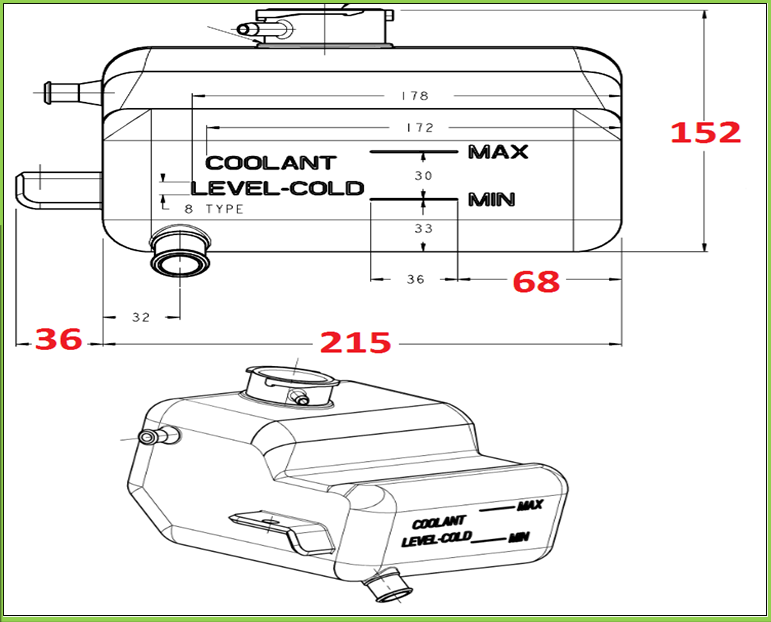 178
152
172
COOLANT
MAX
30
LEVEL-COLD
MIN
8 TYPE
33
36
68
32
36
215
MAX
COOLANT
LEVEL-COLD
MIN